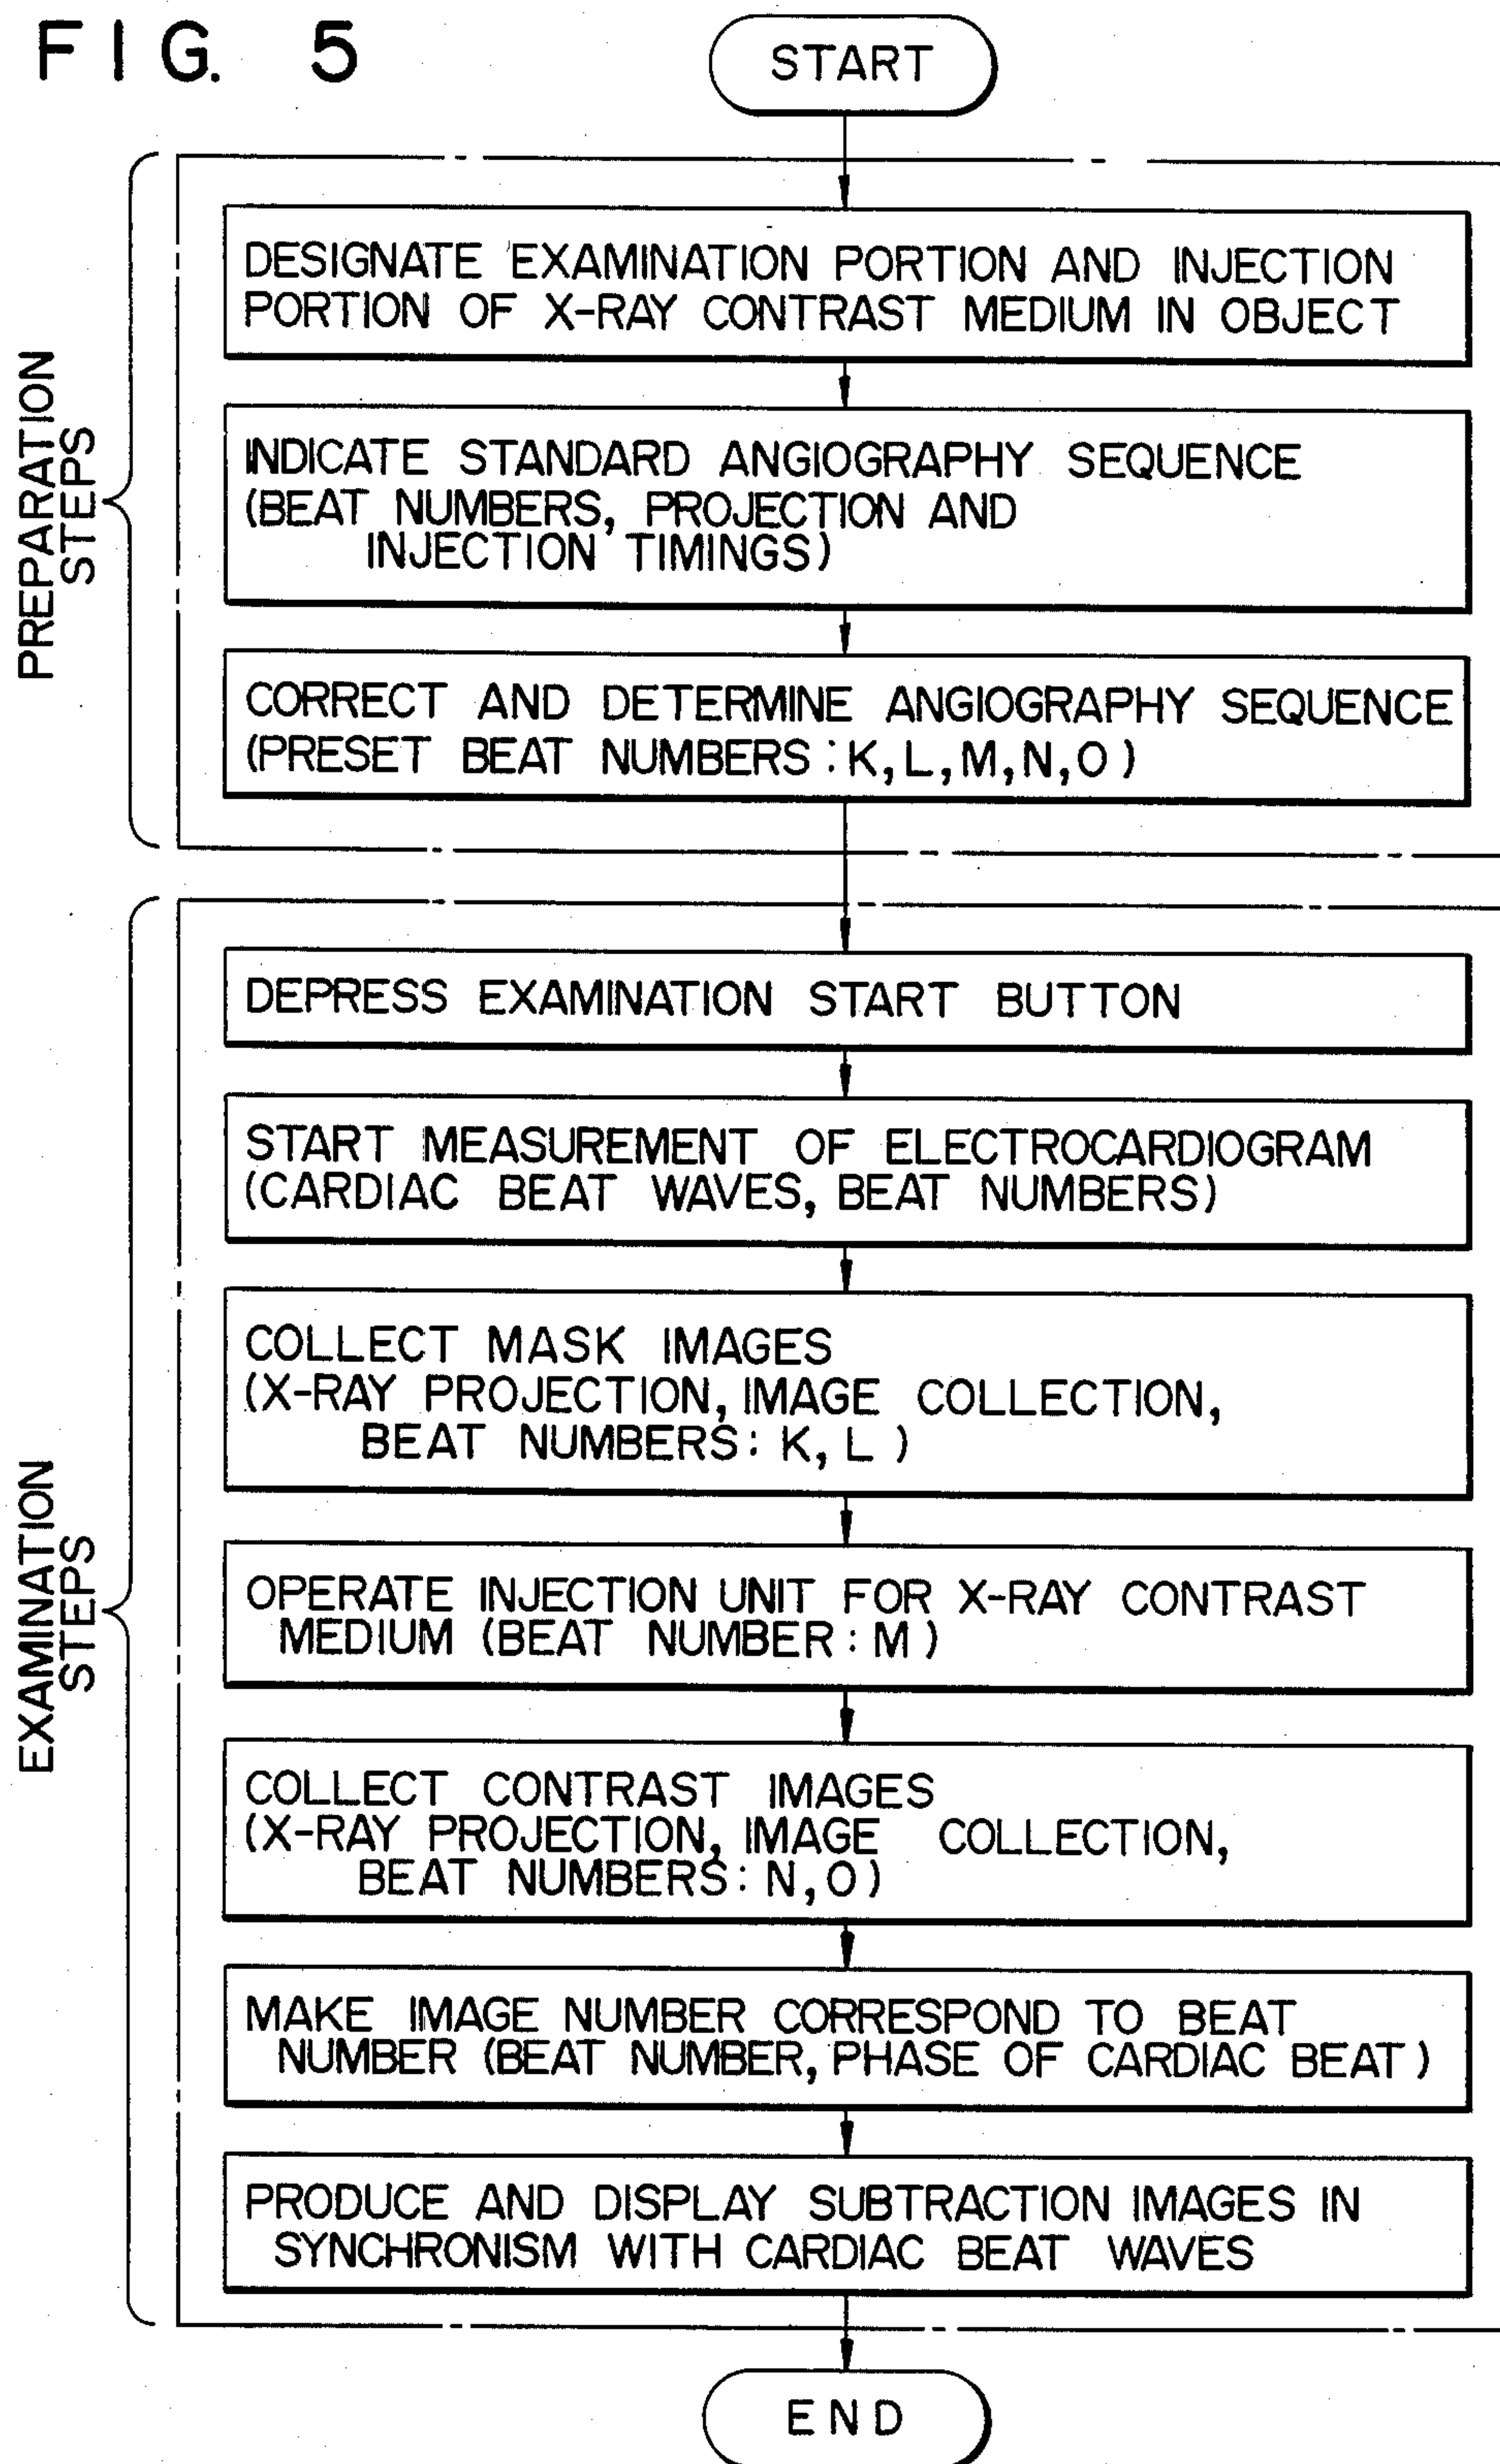 FIG. 5
START
PREPARATION
STEPS
DESIGNATE EXAMINATION PORTION AND INJECTION
PORTION OF X-RAY CONTRAST MEDIUM IN OBJECT
INDICATE STANDARD ANGIOGRAPHY SEQUENCE
(BEAT NUMBERS, PROJECTION AND
INJECTION TIMINGS)
CORRECT AND DETERMINE ANGIOGRAPHY SEQUENCE
(PRESET BEAT NUMBERS : K, L, M, N, O)
EXAMINATION
STEPS
DEPRESS EXAMINATION START BUTTON
START MEASUREMENT OF ELECTROCARDIOGRAM
(CARDIAC BEAT WAVES, BEAT NUMBERS)
COLLECT MASK IMAGES
(X-RAY PROJECTION, IMAGE COLLECTION,
BEAT NUMBERS: K, L )
OPERATE INJECTION UNIT FOR X-RAY CONTRAST
MEDIUM (BEAT NUMBER : M )
COLLECT CONTRAST IMAGES
(X-RAY PROJECTION, IMAGE COLLECTION,
BEAT NUMBERS: N, O )
MAKE IMAGE NUMBER CORRESPOND TO BEAT
NUMBER (BEAT NUMBER, PHASE OF CARDIAC BEAT )
PRODUCE AND DISPLAY SUBTRACTION IMAGES IN
SYNCHRONISM WITH CARDIAC BEAT WAVES
END